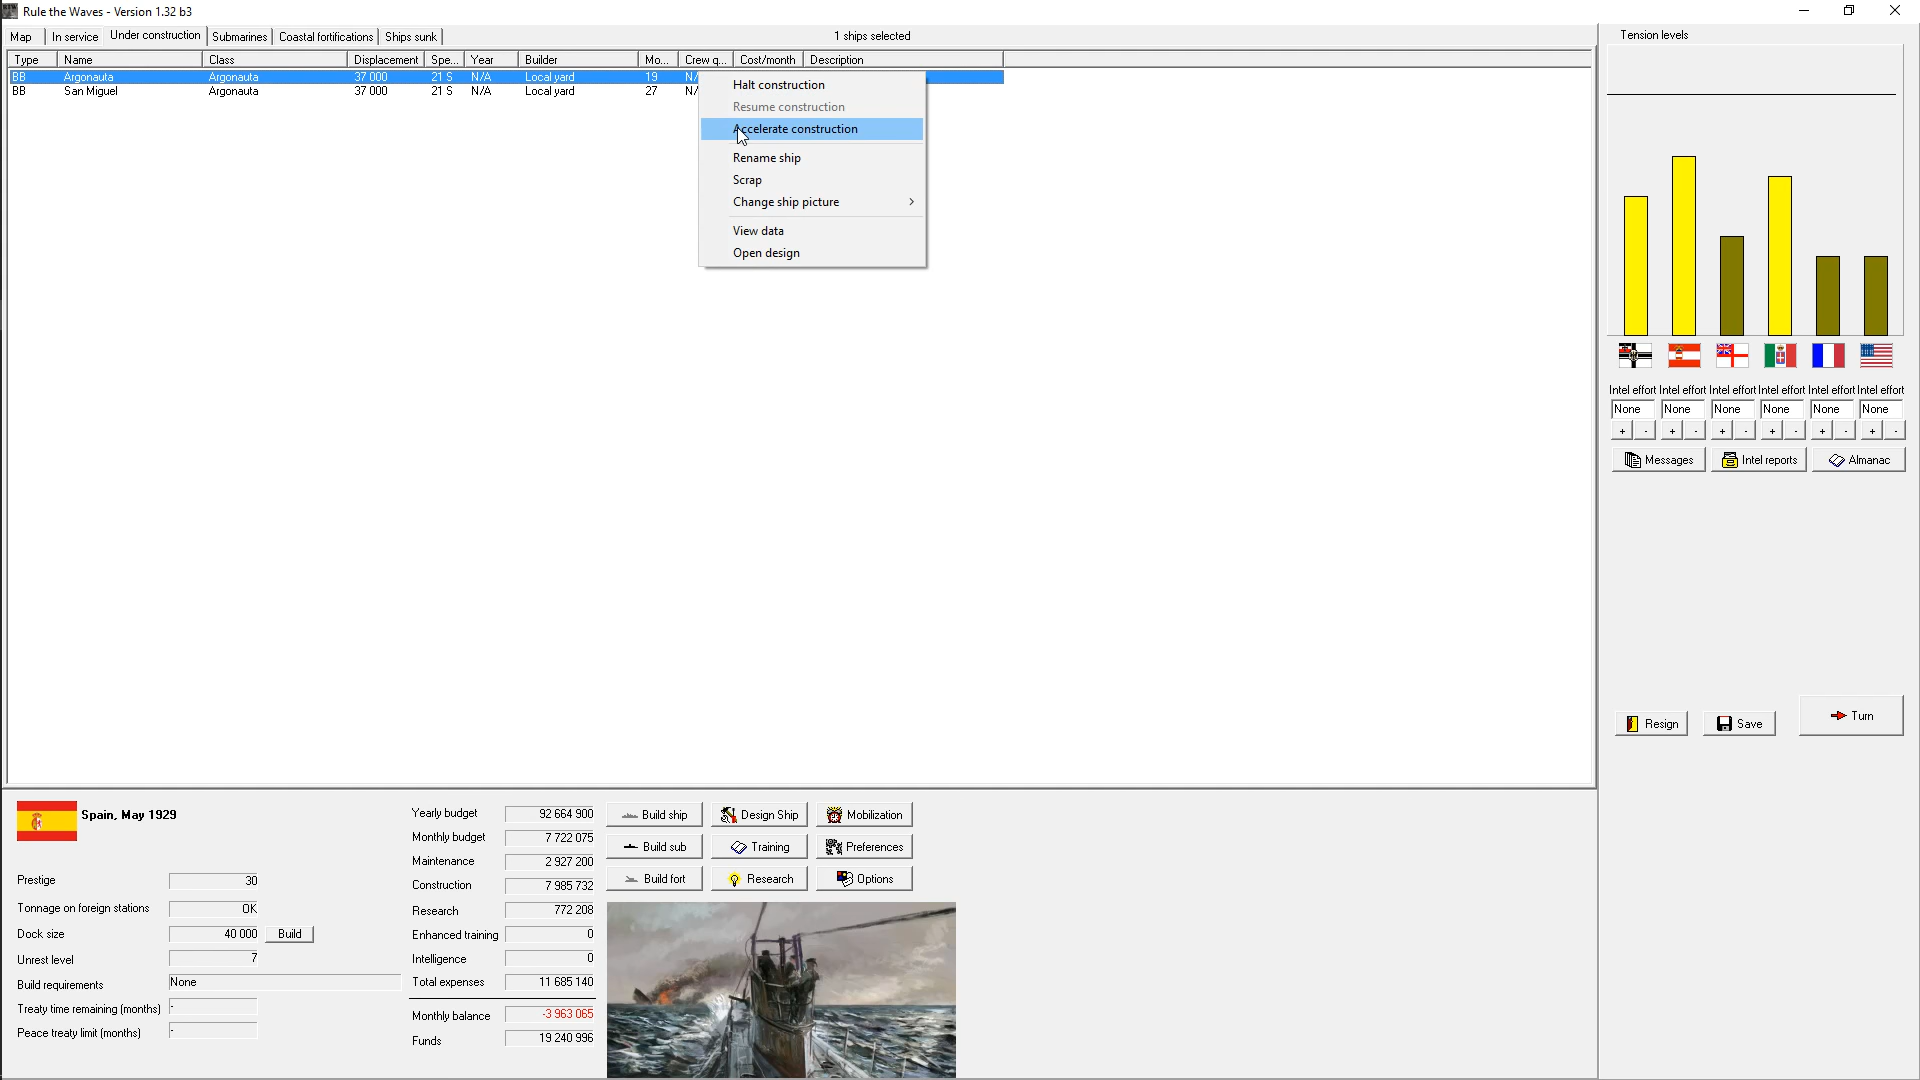 Rule the Waves - Version 1.32 b3
Map In service Under construction Submarines Coastal fortifications Ships sunk 1 ships selected
Type Name Class Displacement Spe... Year Builder Mo... Crew q... Cost/month Description
BB Argonauta Argonauta 37 000 21 S N/A Local yard 19
BB San Miguel Argonauta 37 000 21 S N/A Local yard 27
Halt construction
Resume construction
Accelerate construction
Rename ship
Scrap
Change ship picture
View data
Open design
Tension levels
Intel effort Intel effort Intel effort Intel effort Intel effort Intel effort
None None None None None None
+ - + - + - + - + - + -
Messages Intel reports Almanac
Resign Save Turn
Spain, May 1929
Prestige 30
Tonnage on foreign stations OK
Dock size 40 000 Build
Unrest level 7
Build requirements None
Treaty time remaining (months) -
Peace treaty limit (months) -
Yearly budget 92 664 900
Monthly budget 7 722 075
Maintenance 2 927 200
Construction 7 985 732
Research 772 208
Enhanced training 0
Intelligence 0
Total expenses 11 685 140
Monthly balance -3 963 065
Funds 19 240 996
Build ship Design Ship Mobilization
Build sub Training Preferences
Build fort Research Options